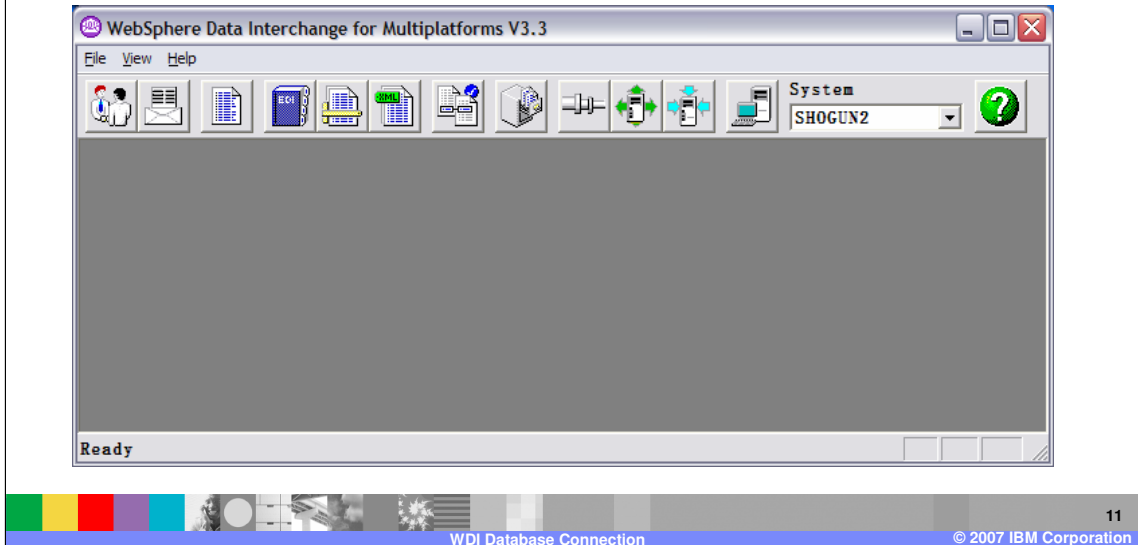 WebSphere Data Interchange for Multiplatforms V3.3
File View Help
EDI
XML
System
SHOGUN2
?
Ready
11
WDI Database Connection
© 2007 IBM Corporation